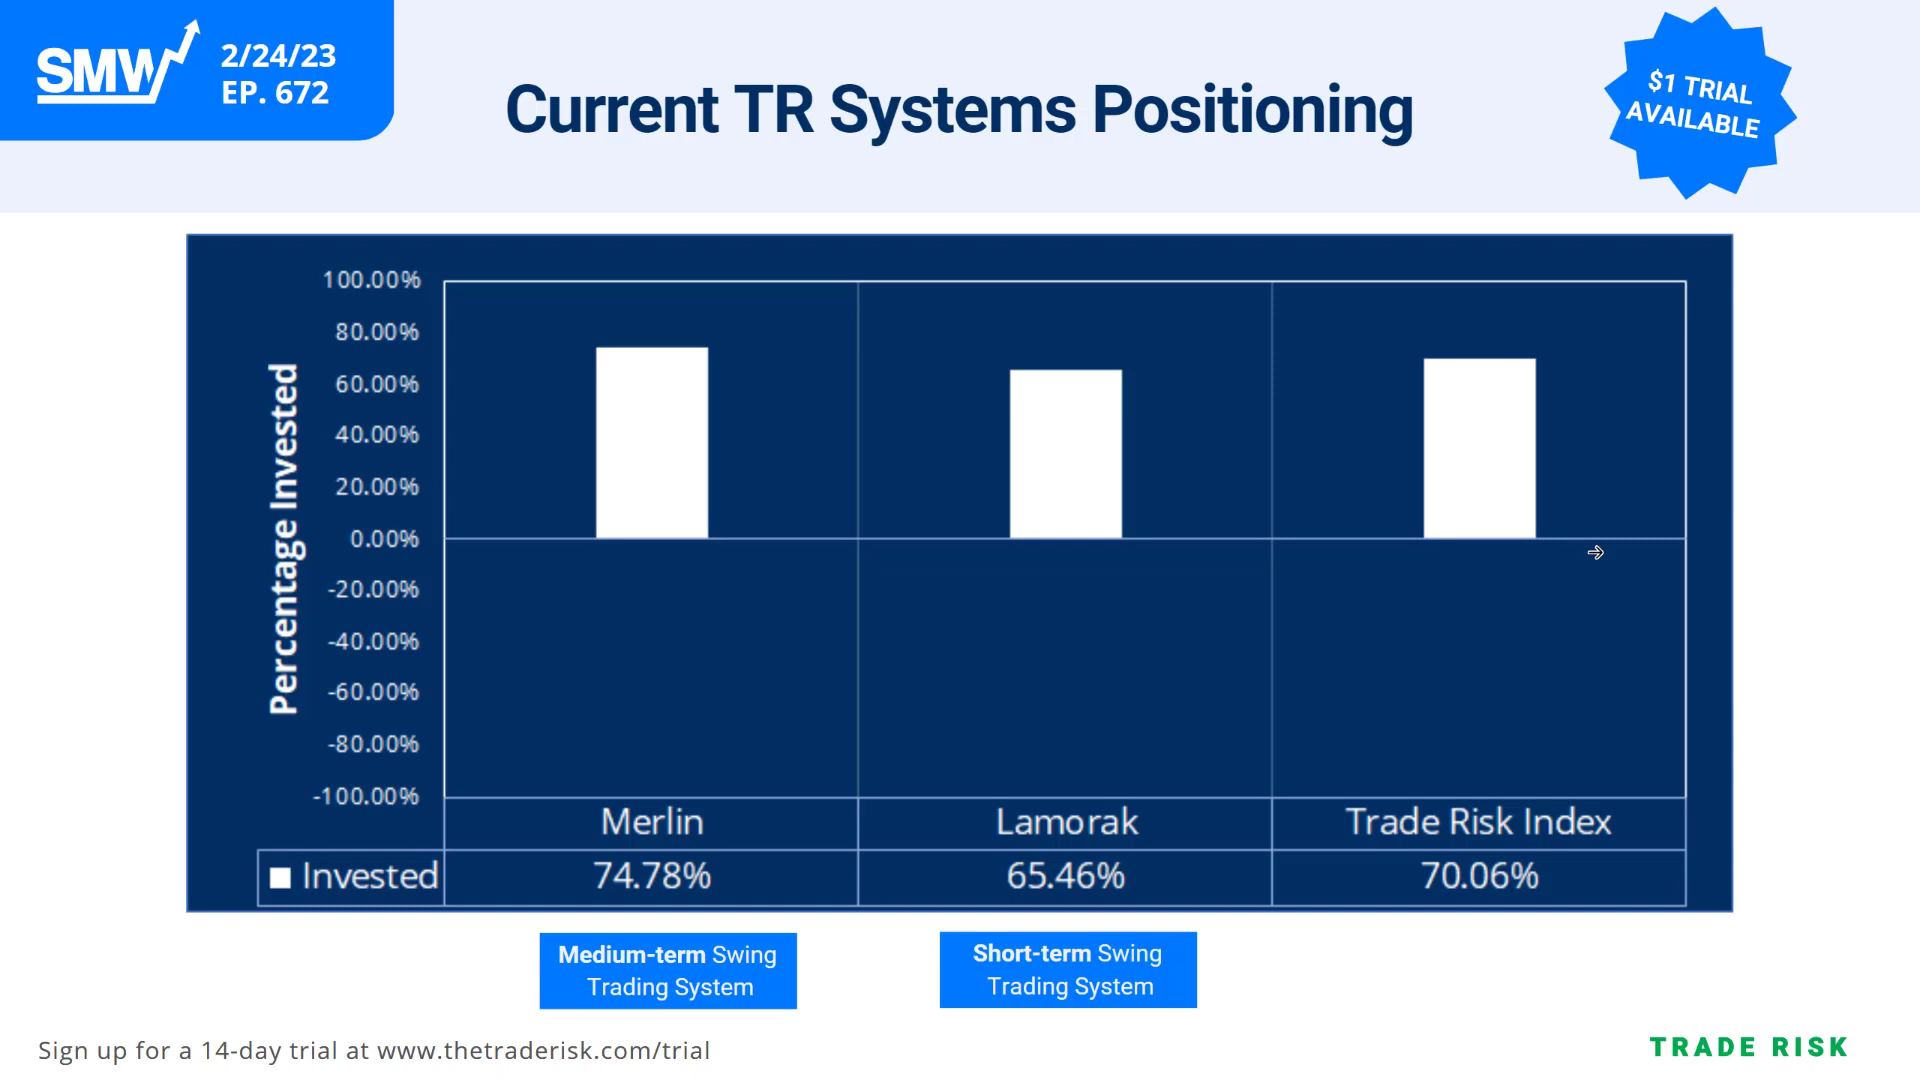 SMW
2/24/23
EP. 672
Current TR Systems Positioning
$1 TRIAL
AVAILABLE
Percentage Invested
100.00%
80.00%
60.00%
40.00%
20.00%
0.00%
-20.00%
-40.00%
-60.00%
-80.00%
-100.00%
Merlin Lamorak Trade Risk Index
Invested 74.78% 65.46% 70.06%
Medium-term Swing
Trading System
Short-term Swing
Trading System
Sign up for a 14-day trial at www.thetraderisk.com/trial
TRADE RISK